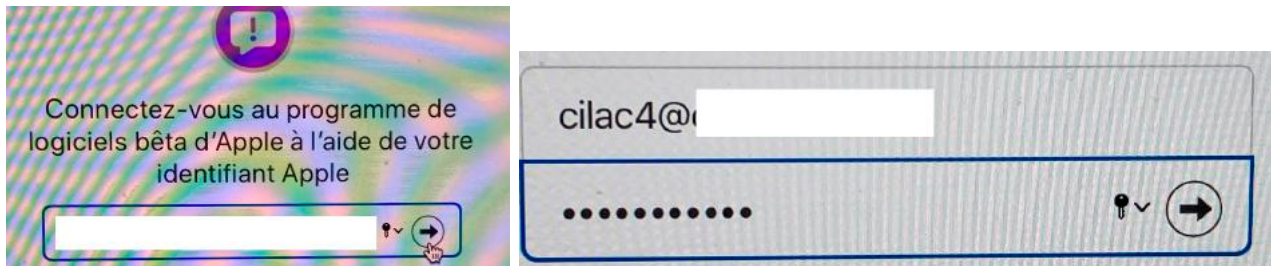 Connectez-vous au programme de
logiciels bêta d’Apple à l’aide de votre
identifiant Apple
cilac4@